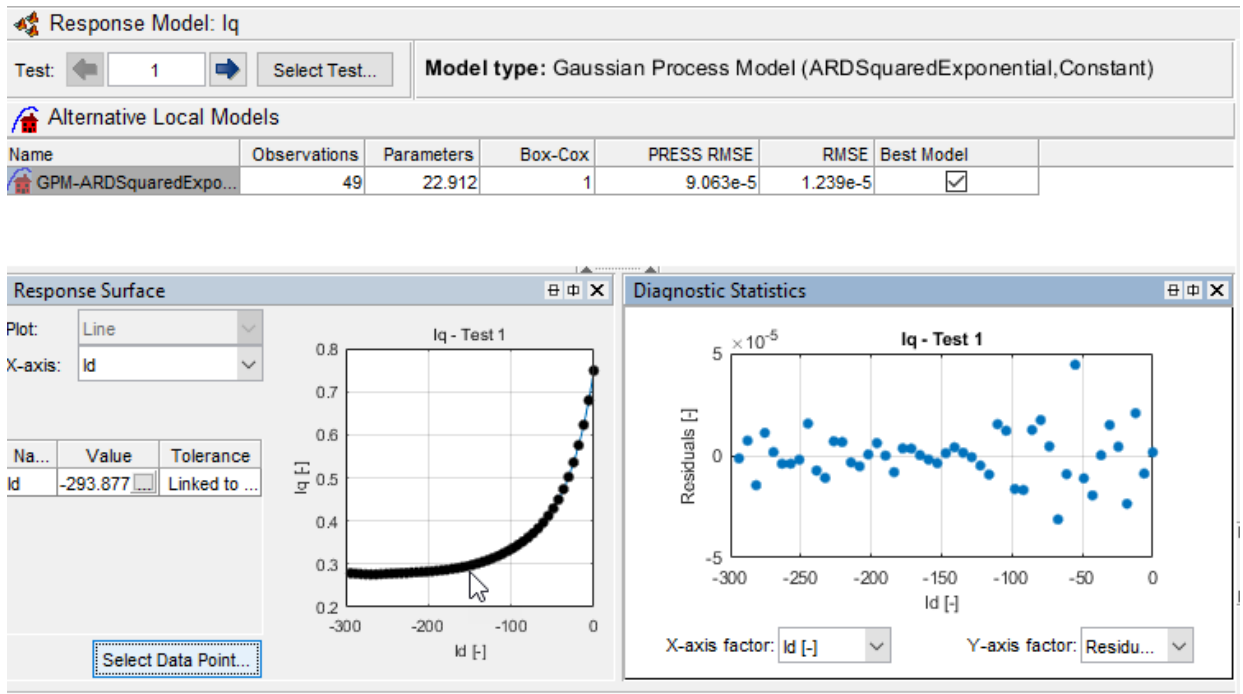 Response Model: Iq
Test: 1 Select Test... Model type: Gaussian Process Model (ARDSquaredExponential,Constant)
Alternative Local Models
Name Observations Parameters Box-Cox PRESS RMSE RMSE Best Model
GPM-ARDSquaredExpo... 49 22.912 1 9.063e-5 1.239e-5
Response Surface
Plot: Line
X-axis: Id
Na... Value Tolerance
Id -293.877 ... Linked to ...
Select Data Point...
Iq - Test 1
0.8
0.7
0.6
0.5
0.4
0.3
0.2
Iq [-]
-300 -200 -100 0
Id [-]
Diagnostic Statistics
×10⁻⁵
Iq - Test 1
5
0
-5
Residuals [-]
-300 -250 -200 -150 -100 -50 0
Id [-]
X-axis factor: Id [-] Y-axis factor: Residu...